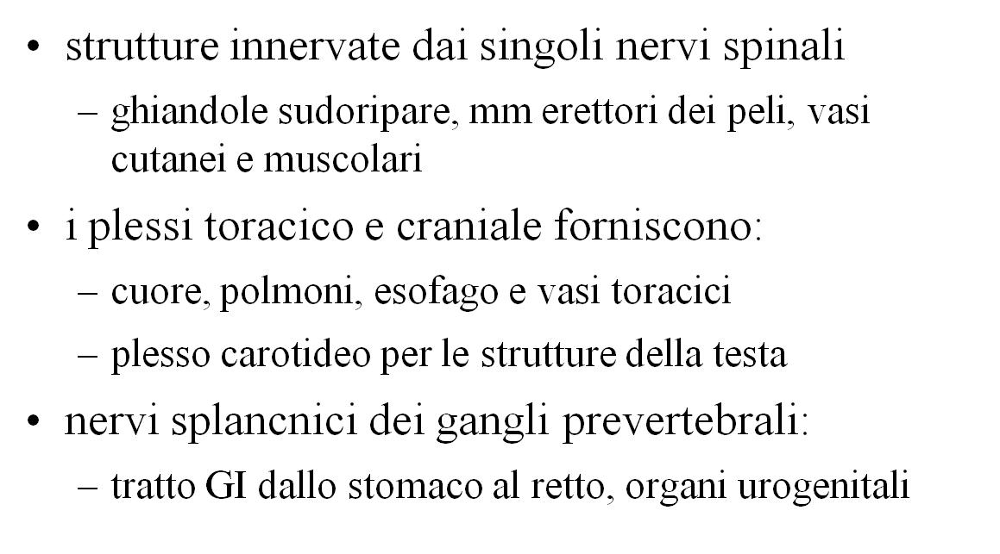 • strutture innervate dai singoli nervi spinali
– ghiandole sudoripare, mm erettori dei peli, vasi
cutanei e muscolari
• i plessi toracico e craniale forniscono:
– cuore, polmoni, esofago e vasi toracici
– plesso carotideo per le strutture della testa
• nervi splancnici dei gangli prevertebrali:
– tratto GI dallo stomaco al retto, organi urogenitali